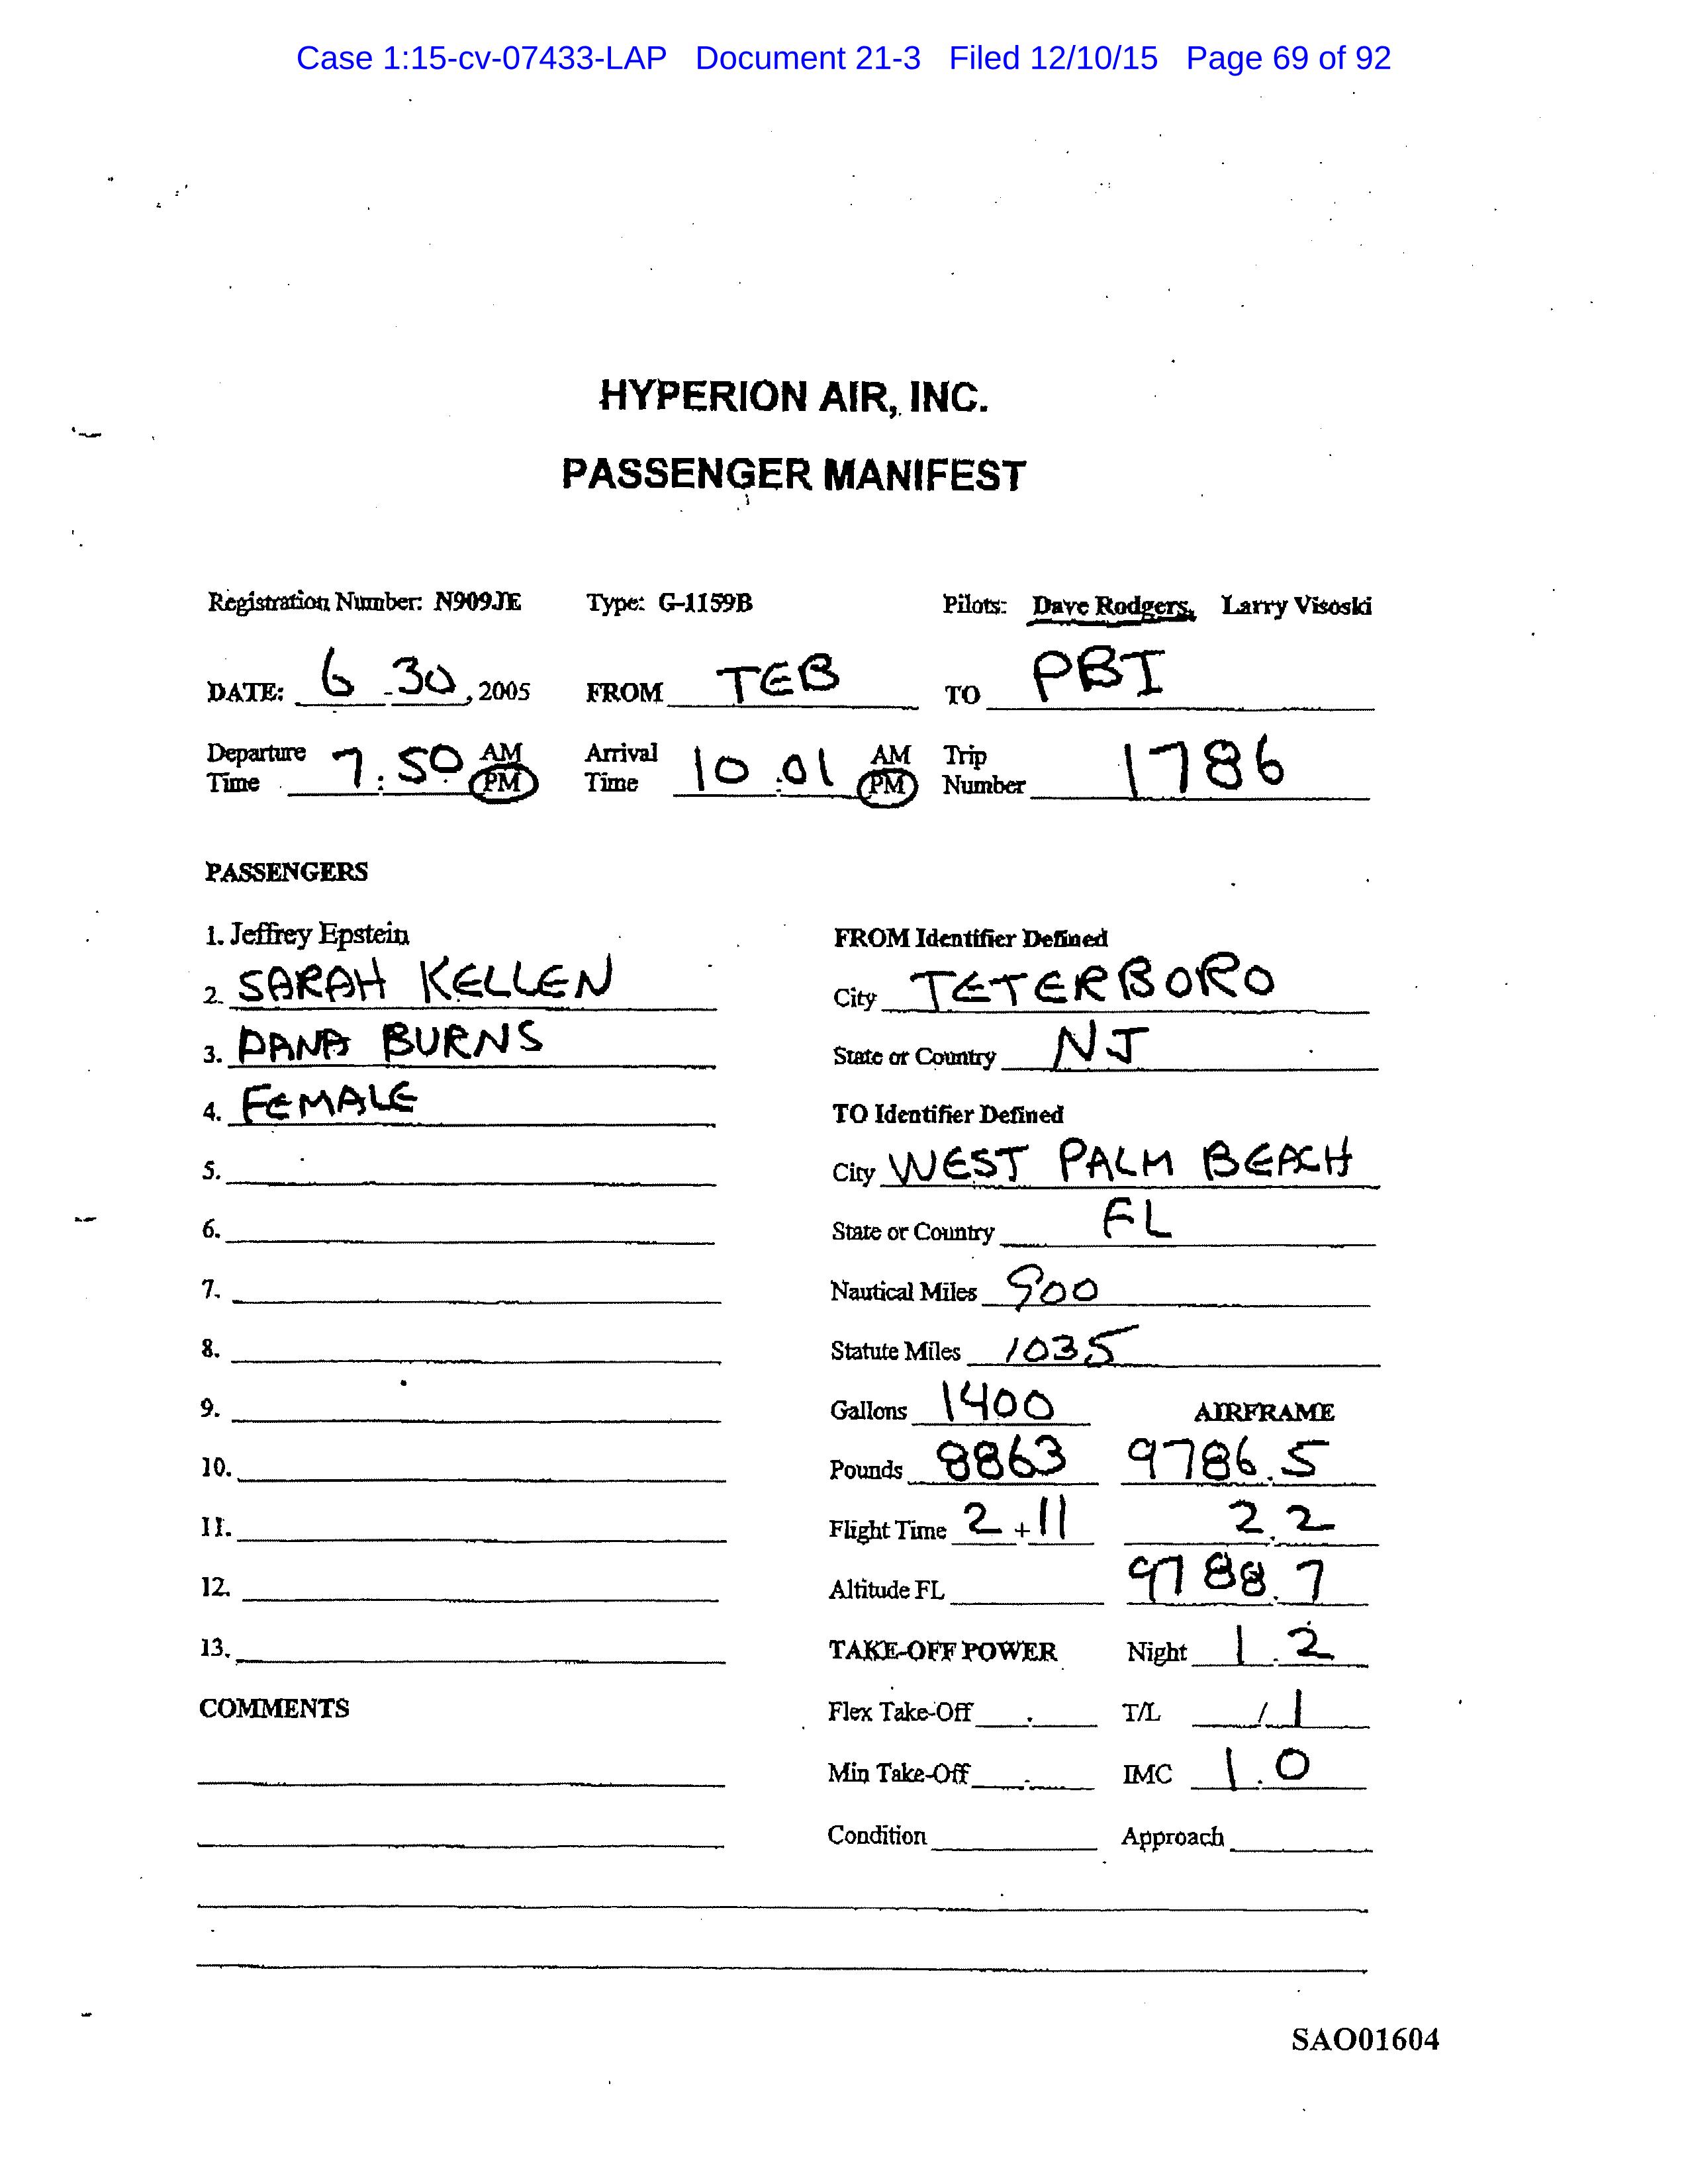 Case 1:15-cv-07433-LAP Document 21-3 Filed 12/10/15 Page 69 of 92
HYPERION AIR, INC.
PASSENGER MANIFEST
Registration Number: N909JE Type: G-1159B Pilots: Dave Rodgers, Larry Visoski
DATE: 6-30, 2005 FROM TEB TO PBI
Departure Time 7:50 AM PM Arrival Time 10:01 AM PM Trip Number 1786
PASSENGERS
1. Jeffrey Epstein FROM Identifier Defined
2. SARAH KELLEN City TETERBORO
3. DANA BURNS State or Country NJ
4. FEMALE TO Identifier Defined
5. City WEST PALM BEACH
6. State or Country FL
7. Nautical Miles 900
8. Statute Miles 1035
9. Gallons 1400 AIRFRAME
10. Pounds 8863 9786.5
11. Flight Time 2+11 2.2
12. Altitude FL 9788.7
13. TAKE-OFF POWER Night 1.2
COMMENTS Flex Take-Off . T/L /1
Min Take-Off . IMC 1.0
Condition Approach
SAO01604